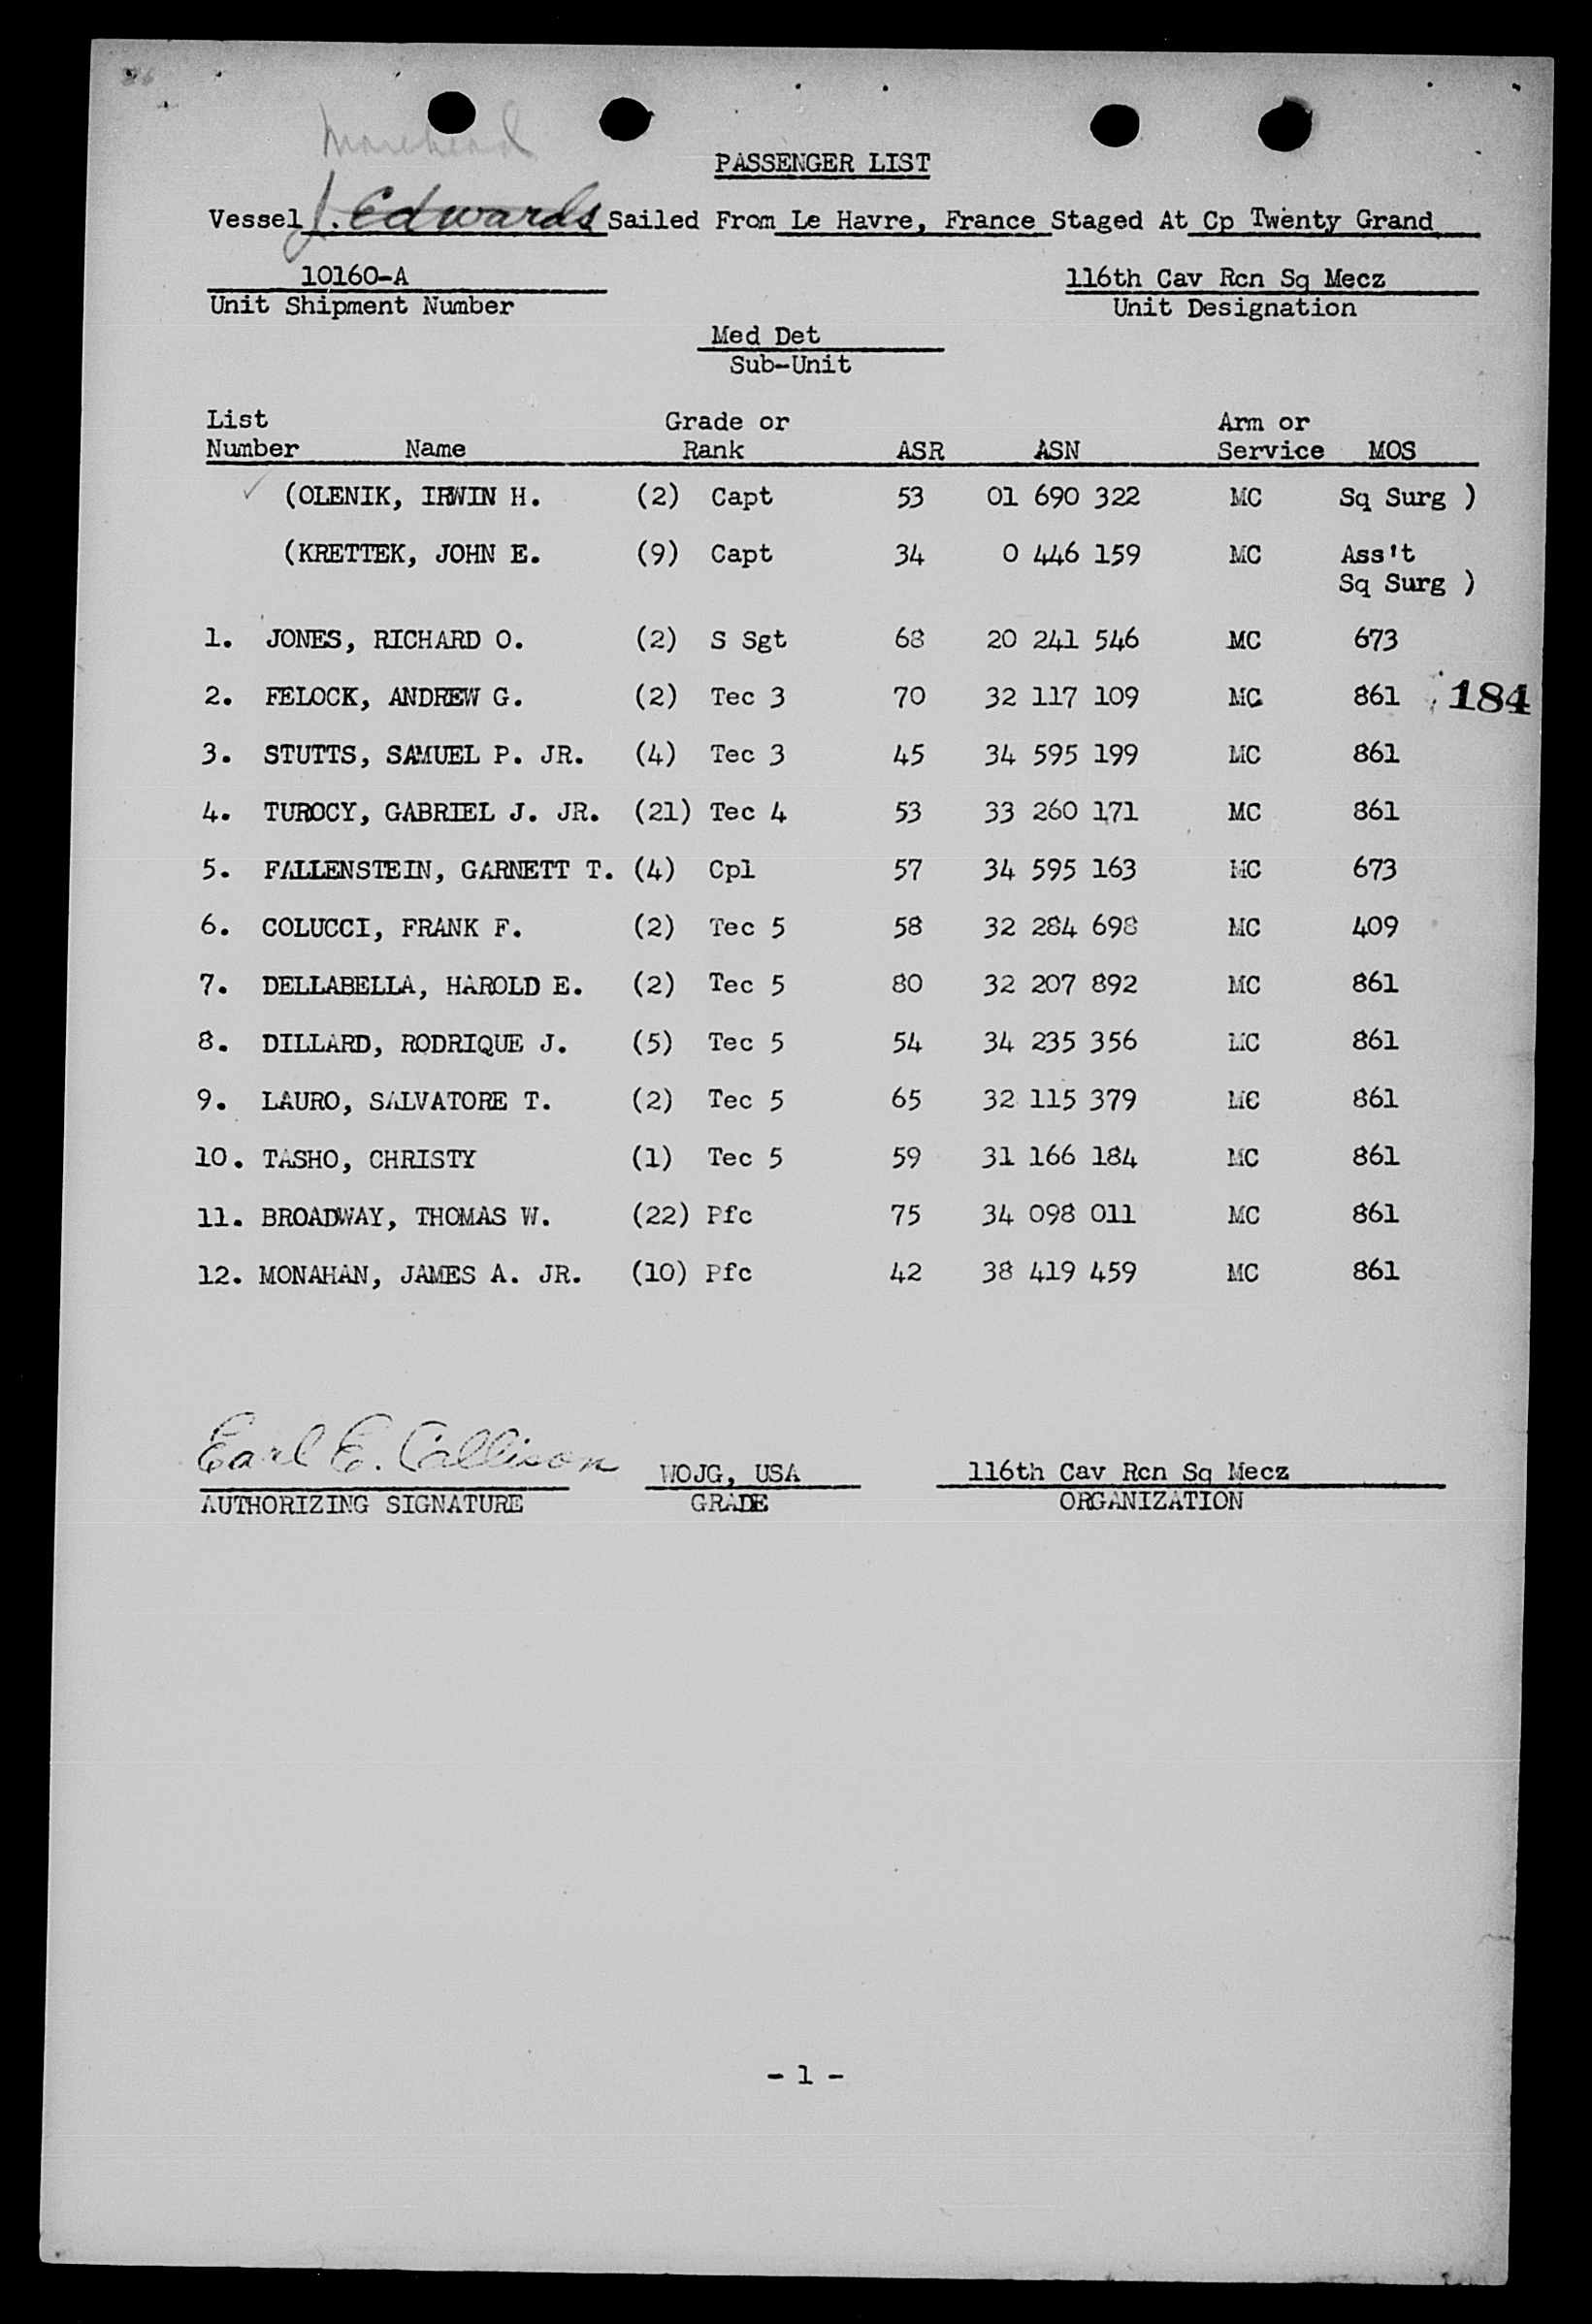 Morehead
PASSENGER LIST
Vessel J. Edwards Sailed From Le Havre, France Staged At Cp Twenty Grand
10160-A 116th Cav Rcn Sq Mecz
Unit Shipment Number Unit Designation
Med Det
Sub-Unit
List Grade or Arm or
Number Name Rank ASR ASN Service MOS
✓ (OLENIK, IRWIN H. (2) Capt 53 01 690 322 MC Sq Surg )
(KRETTEK, JOHN E. (9) Capt 34 0 446 159 MC Ass't
Sq Surg )
1. JONES, RICHARD O. (2) S Sgt 68 20 241 546 MC 673
2. FELOCK, ANDREW G. (2) Tec 3 70 32 117 109 MC 861 184
3. STUTTS, SAMUEL P. JR. (4) Tec 3 45 34 595 199 MC 861
4. TUROCY, GABRIEL J. JR. (21) Tec 4 53 33 260 171 MC 861
5. FALLENSTEIN, GARNETT T. (4) Cpl 57 34 595 163 MC 673
6. COLUCCI, FRANK F. (2) Tec 5 58 32 284 698 MC 409
7. DELLABELLA, HAROLD E. (2) Tec 5 80 32 207 892 MC 861
8. DILLARD, RODRIQUE J. (5) Tec 5 54 34 235 356 MC 861
9. LAURO, SALVATORE T. (2) Tec 5 65 32 115 379 MC 861
10. TASHO, CHRISTY (1) Tec 5 59 31 166 184 MC 861
11. BROADWAY, THOMAS W. (22) Pfc 75 34 098 011 MC 861
12. MONAHAN, JAMES A. JR. (10) Pfc 42 38 419 459 MC 861
Earl E. Callison WOJG, USA 116th Cav Rcn Sq Mecz
AUTHORIZING SIGNATURE GRADE ORGANIZATION
- 1 -